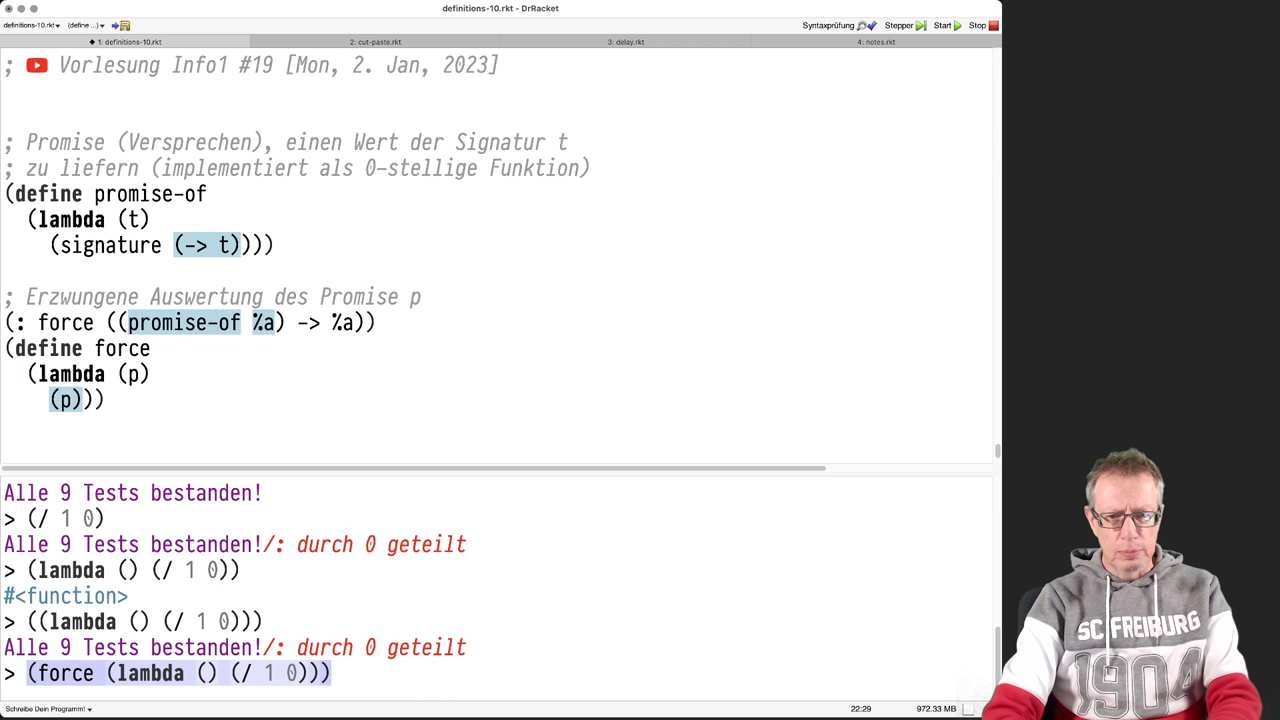 definitions-10.rkt - DrRacket
definitions-10.rkt▾ (define ...)▾ Syntaxprüfung Stepper Start Stop
◆ 1: definitions-10.rkt 2: cut-paste.rkt 3: delay.rkt 4: notes.rkt
; Vorlesung Info1 #19 [Mon, 2. Jan, 2023]
; Promise (Versprechen), einen Wert der Signatur t
; zu liefern (implementiert als 0-stellige Funktion)
(define promise-of
(lambda (t)
(signature (-> t))))
; Erzwungene Auswertung des Promise p
(: force ((promise-of %a) -> %a))
(define force
(lambda (p)
(p)))
Alle 9 Tests bestanden!
> (/ 1 0)
Alle 9 Tests bestanden!/: durch 0 geteilt
> (lambda () (/ 1 0))
#<function>
> ((lambda () (/ 1 0)))
Alle 9 Tests bestanden!/: durch 0 geteilt
> (force (lambda () (/ 1 0)))
SC FREIBURG
1904
Schreibe Dein Programm!▾ 22:29 972.33 MB